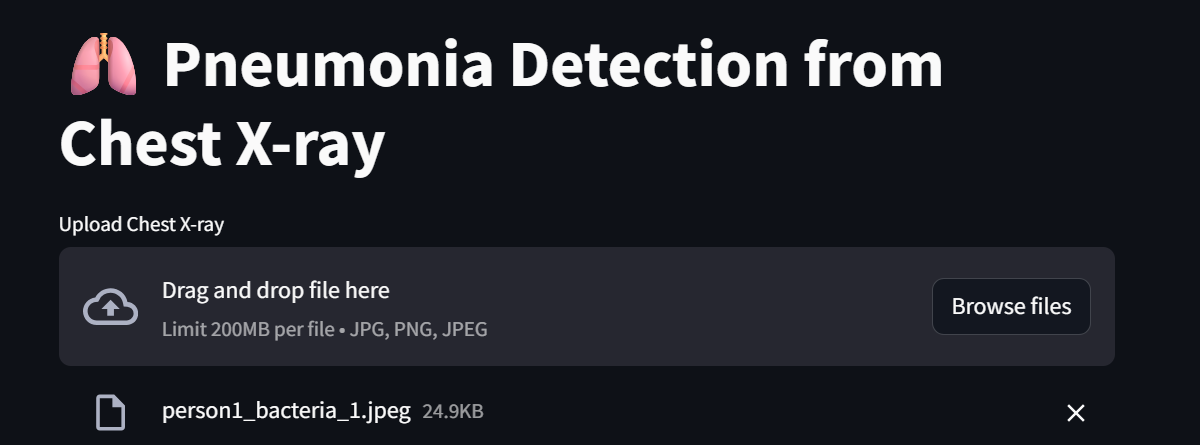 Pneumonia Detection from
Chest X-ray
Upload Chest X-ray
Drag and drop file here
Limit 200MB per file • JPG, PNG, JPEG
Browse files
person1_bacteria_1.jpeg 24.9KB